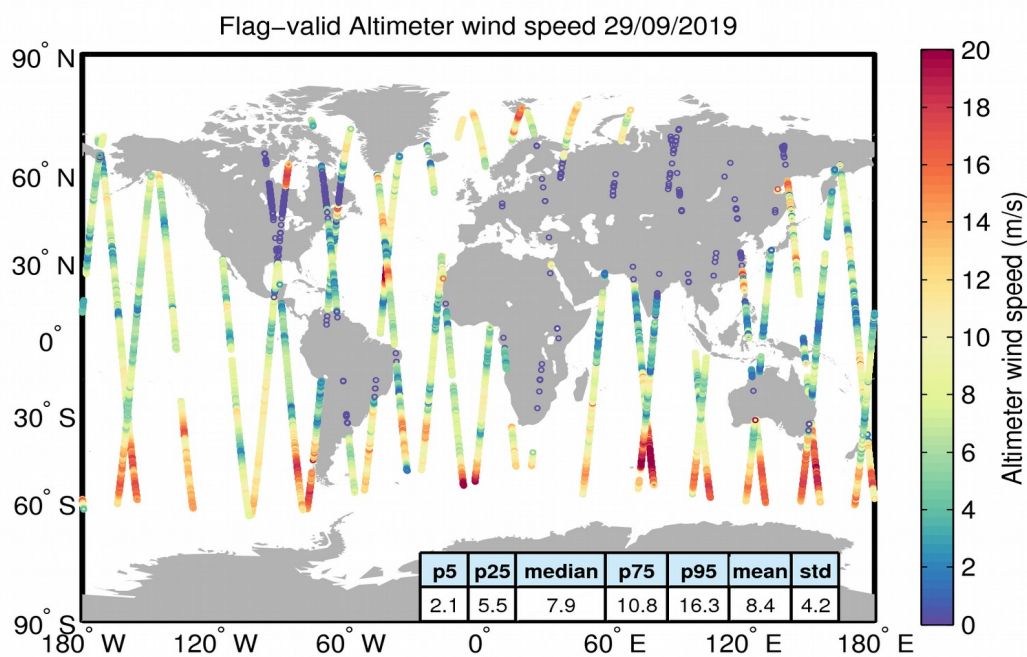 Flag−valid Altimeter wind speed 29/09/2019
90° N
60° N
30° N
0°
30° S
60° S
90° S
180° W
120° W
60° W
0°
60° E
120° E
180° E
p5 p25 median p75 p95 mean std
2.1 5.5 7.9 10.8 16.3 8.4 4.2
20
18
16
14
12
10
8
6
4
2
0
Altimeter wind speed (m/s)